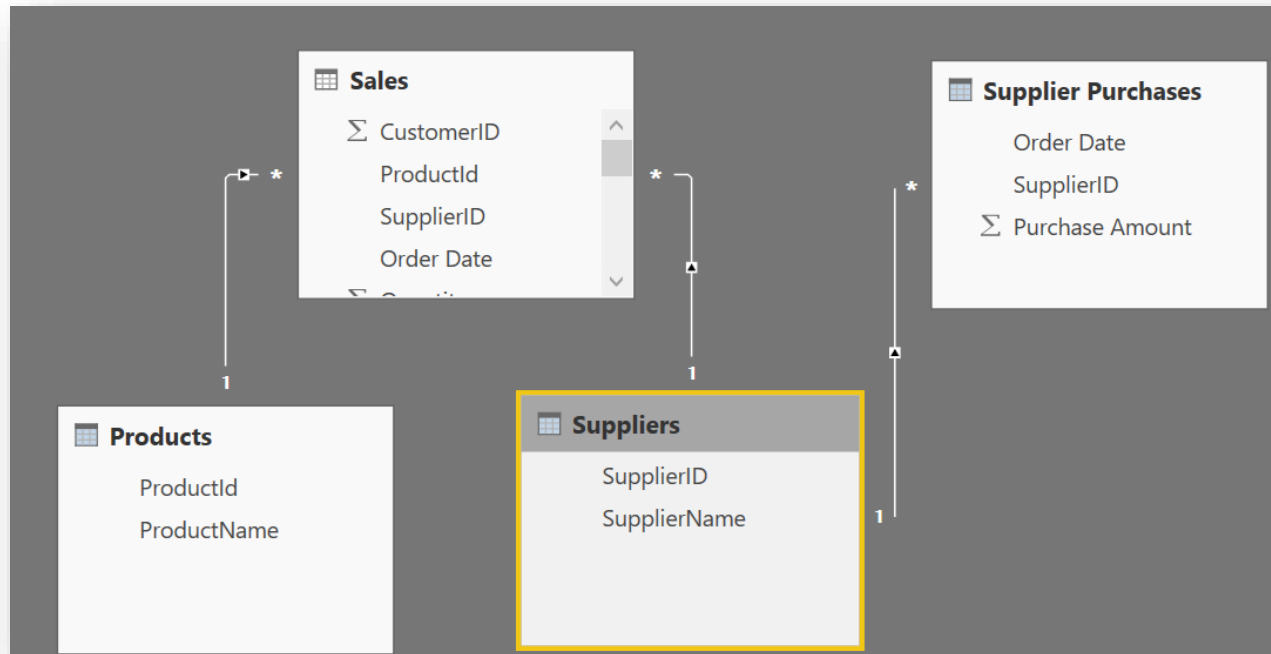 Sales
CustomerID
ProductId
SupplierID
Order Date
*
*
1
1
Supplier Purchases
Order Date
SupplierID
Σ Purchase Amount
*
1
Products
ProductId
ProductName
Suppliers
SupplierID
SupplierName